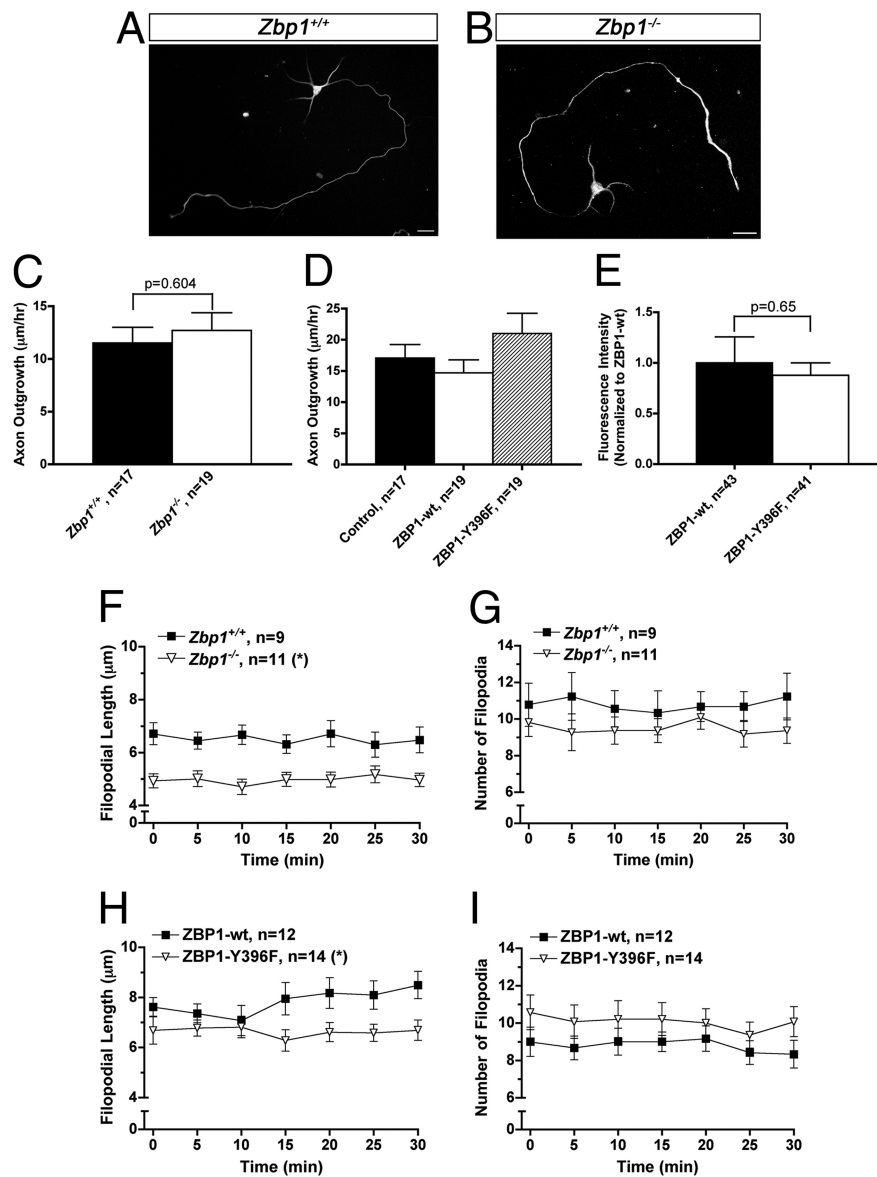 A
Zbp1+/+
B
Zbp1-/-
C
Axon Outgrowth (µm/hr)
15
10
5
0
p=0.604
Zbp1+/+, n=17
Zbp1-/-, n=19
D
Axon Outgrowth (µm/hr)
25
20
15
10
5
0
Control, n=17
ZBP1-wt, n=19
ZBP1-Y396F, n=19
E
Fluorescence Intensity
(Normalized to ZBP1-wt)
1.5
1.0
0.5
0.0
p=0.65
ZBP1-wt, n=43
ZBP1-Y396F, n=41
F
Zbp1+/+, n=9
Zbp1-/-, n=11 (*)
Filopodial Length (µm)
10
8
6
4
0
0 5 10 15 20 25 30
Time (min)
G
Zbp1+/+, n=9
Zbp1-/-, n=11
Number of Filopodia
14
12
10
8
6
0
0 5 10 15 20 25 30
Time (min)
H
ZBP1-wt, n=12
ZBP1-Y396F, n=14 (*)
Filopodial Length (µm)
10
8
6
4
0
0 5 10 15 20 25 30
Time (min)
I
ZBP1-wt, n=12
ZBP1-Y396F, n=14
Number of Filopodia
14
12
10
8
6
0
0 5 10 15 20 25 30
Time (min)